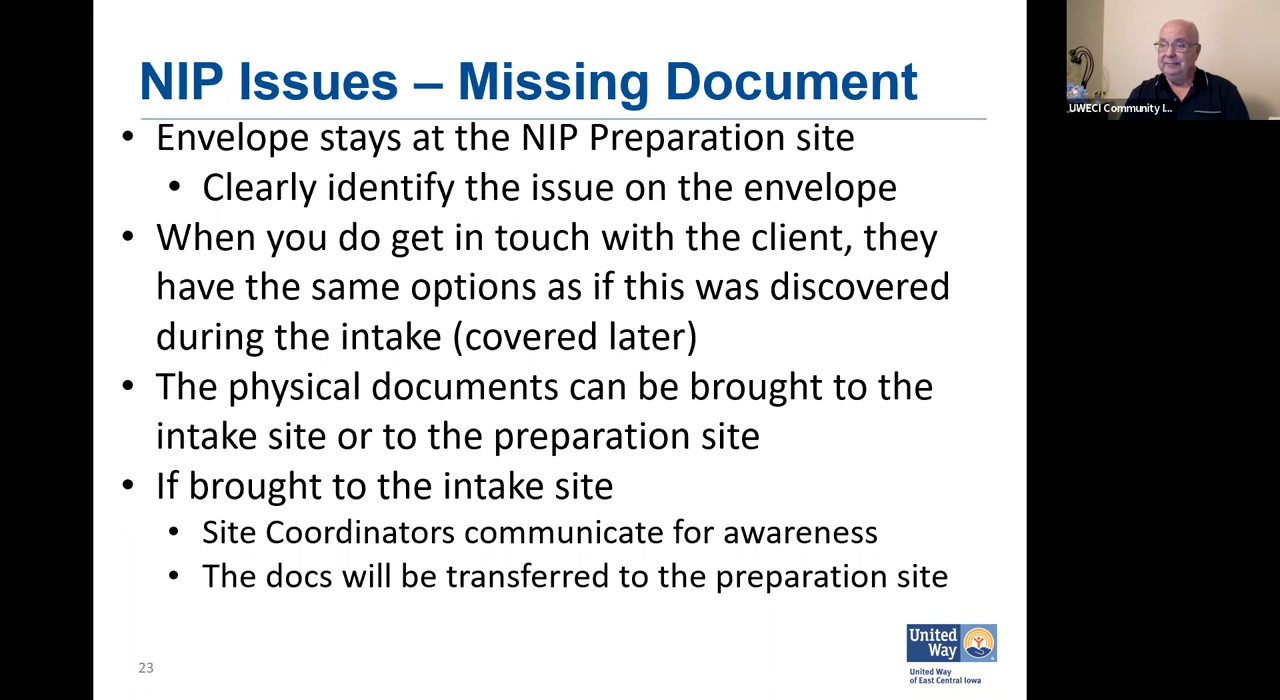 NIP Issues – Missing Document
• Envelope stays at the NIP Preparation site
• Clearly identify the issue on the envelope
• When you do get in touch with the client, they
have the same options as if this was discovered
during the intake (covered later)
• The physical documents can be brought to the
intake site or to the preparation site
• If brought to the intake site
• Site Coordinators communicate for awareness
• The docs will be transferred to the preparation site
23
United
Way
United Way
of East Central Iowa
UWECI Community I...